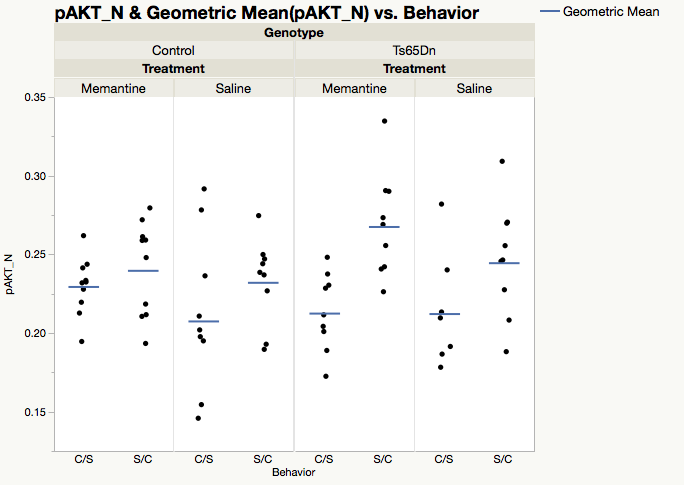 pAKT_N & Geometric Mean(pAKT_N) vs. Behavior
Geometric Mean
Genotype
Control Ts65Dn
Treatment Treatment
Memantine Saline Memantine Saline
0.35
0.30
0.25
0.20
0.15
pAKT_N
C/S S/C C/S S/C C/S S/C C/S S/C
Behavior